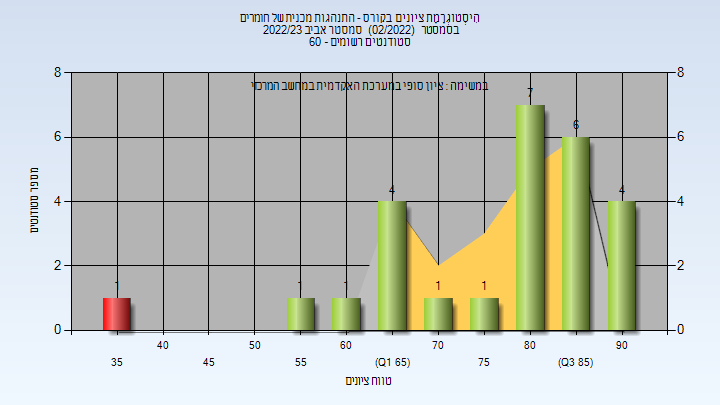 היסטוגרמת ציונים בקורס - התנהגות מכנית של חומרים
בסמסטר (02/2022) סמסטר אביב 2022/23
סטודנטים רשומים - 60
במשימה : ציון סופי במערכת האקדמית במחשב המרכזי
מספר סטודנטים
8 8
7
6 6
6
4 4
4 4
2 2
1 1 1 1 1
0 0
40 50 60 70 80 90
35 45 55 (Q1 65) 75 (Q3 85)
טווח ציונים